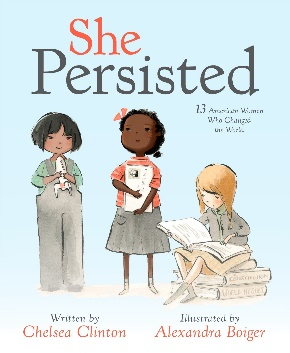 She
Persisted
13 American Women
Who Changed
the World
Written by
Illustrated by
Chelsea Clinton
Alexandra Boiger